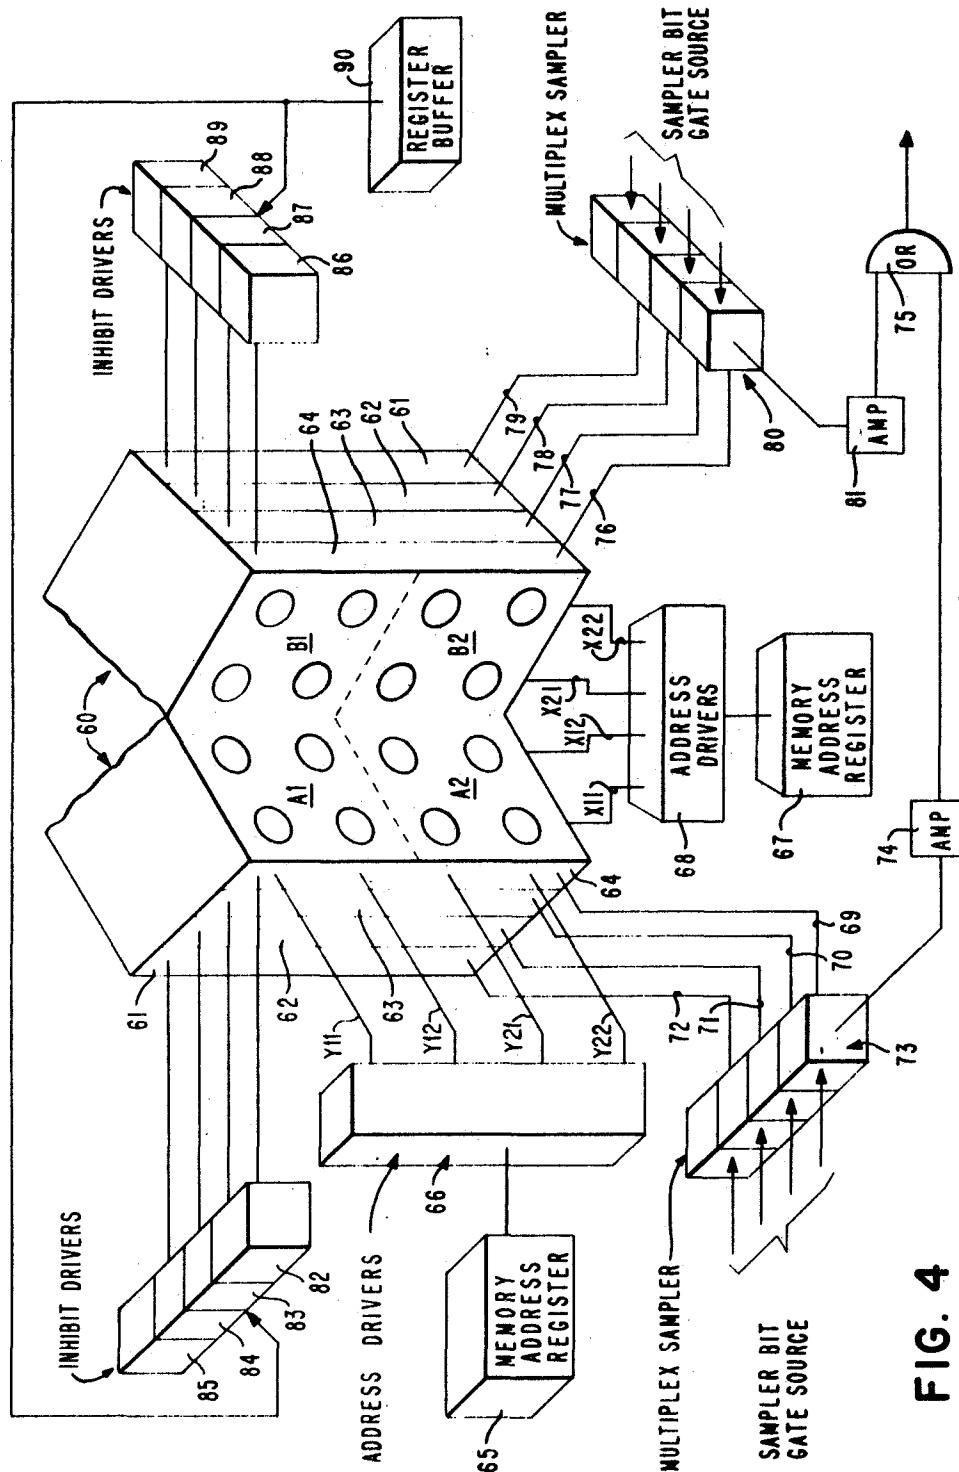 INHIBIT DRIVERS
85
84
83
82
61
62
63
64
60
INHIBIT DRIVERS
89
88
87
86
90
REGISTER
BUFFER
64
63
62
61
A1
B1
A2
B2
Y11
Y12
Y21
Y22
ADDRESS DRIVERS
66
65
MEMORY
ADDRESS
REGISTER
X11
X12
X21
X22
68
ADDRESS
DRIVERS
67
MEMORY
ADDRESS
REGISTER
72
71
70
69
MULTIPLEX SAMPLER
73
SAMPLER BIT
GATE SOURCE
79
78
77
76
MULTIPLEX SAMPLER
80
SAMPLER BIT
GATE SOURCE
74
AMP
81
AMP
75
OR
FIG. 4